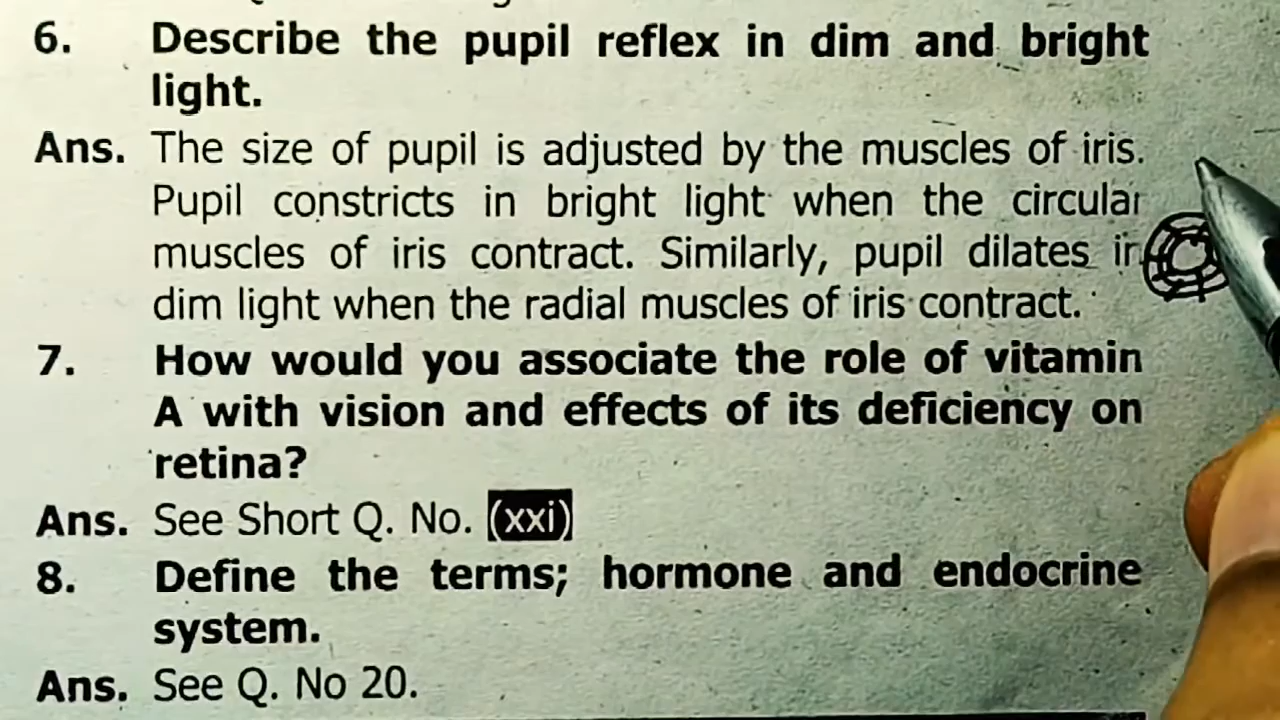 6. Describe the pupil reflex in dim and bright
light.
Ans. The size of pupil is adjusted by the muscles of iris.
Pupil constricts in bright light when the circular
muscles of iris contract. Similarly, pupil dilates in
dim light when the radial muscles of iris contract.
7. How would you associate the role of vitamin
A with vision and effects of its deficiency on
retina?
Ans. See Short Q. No. (xxi)
8. Define the terms; hormone and endocrine
system.
Ans. See Q. No 20.